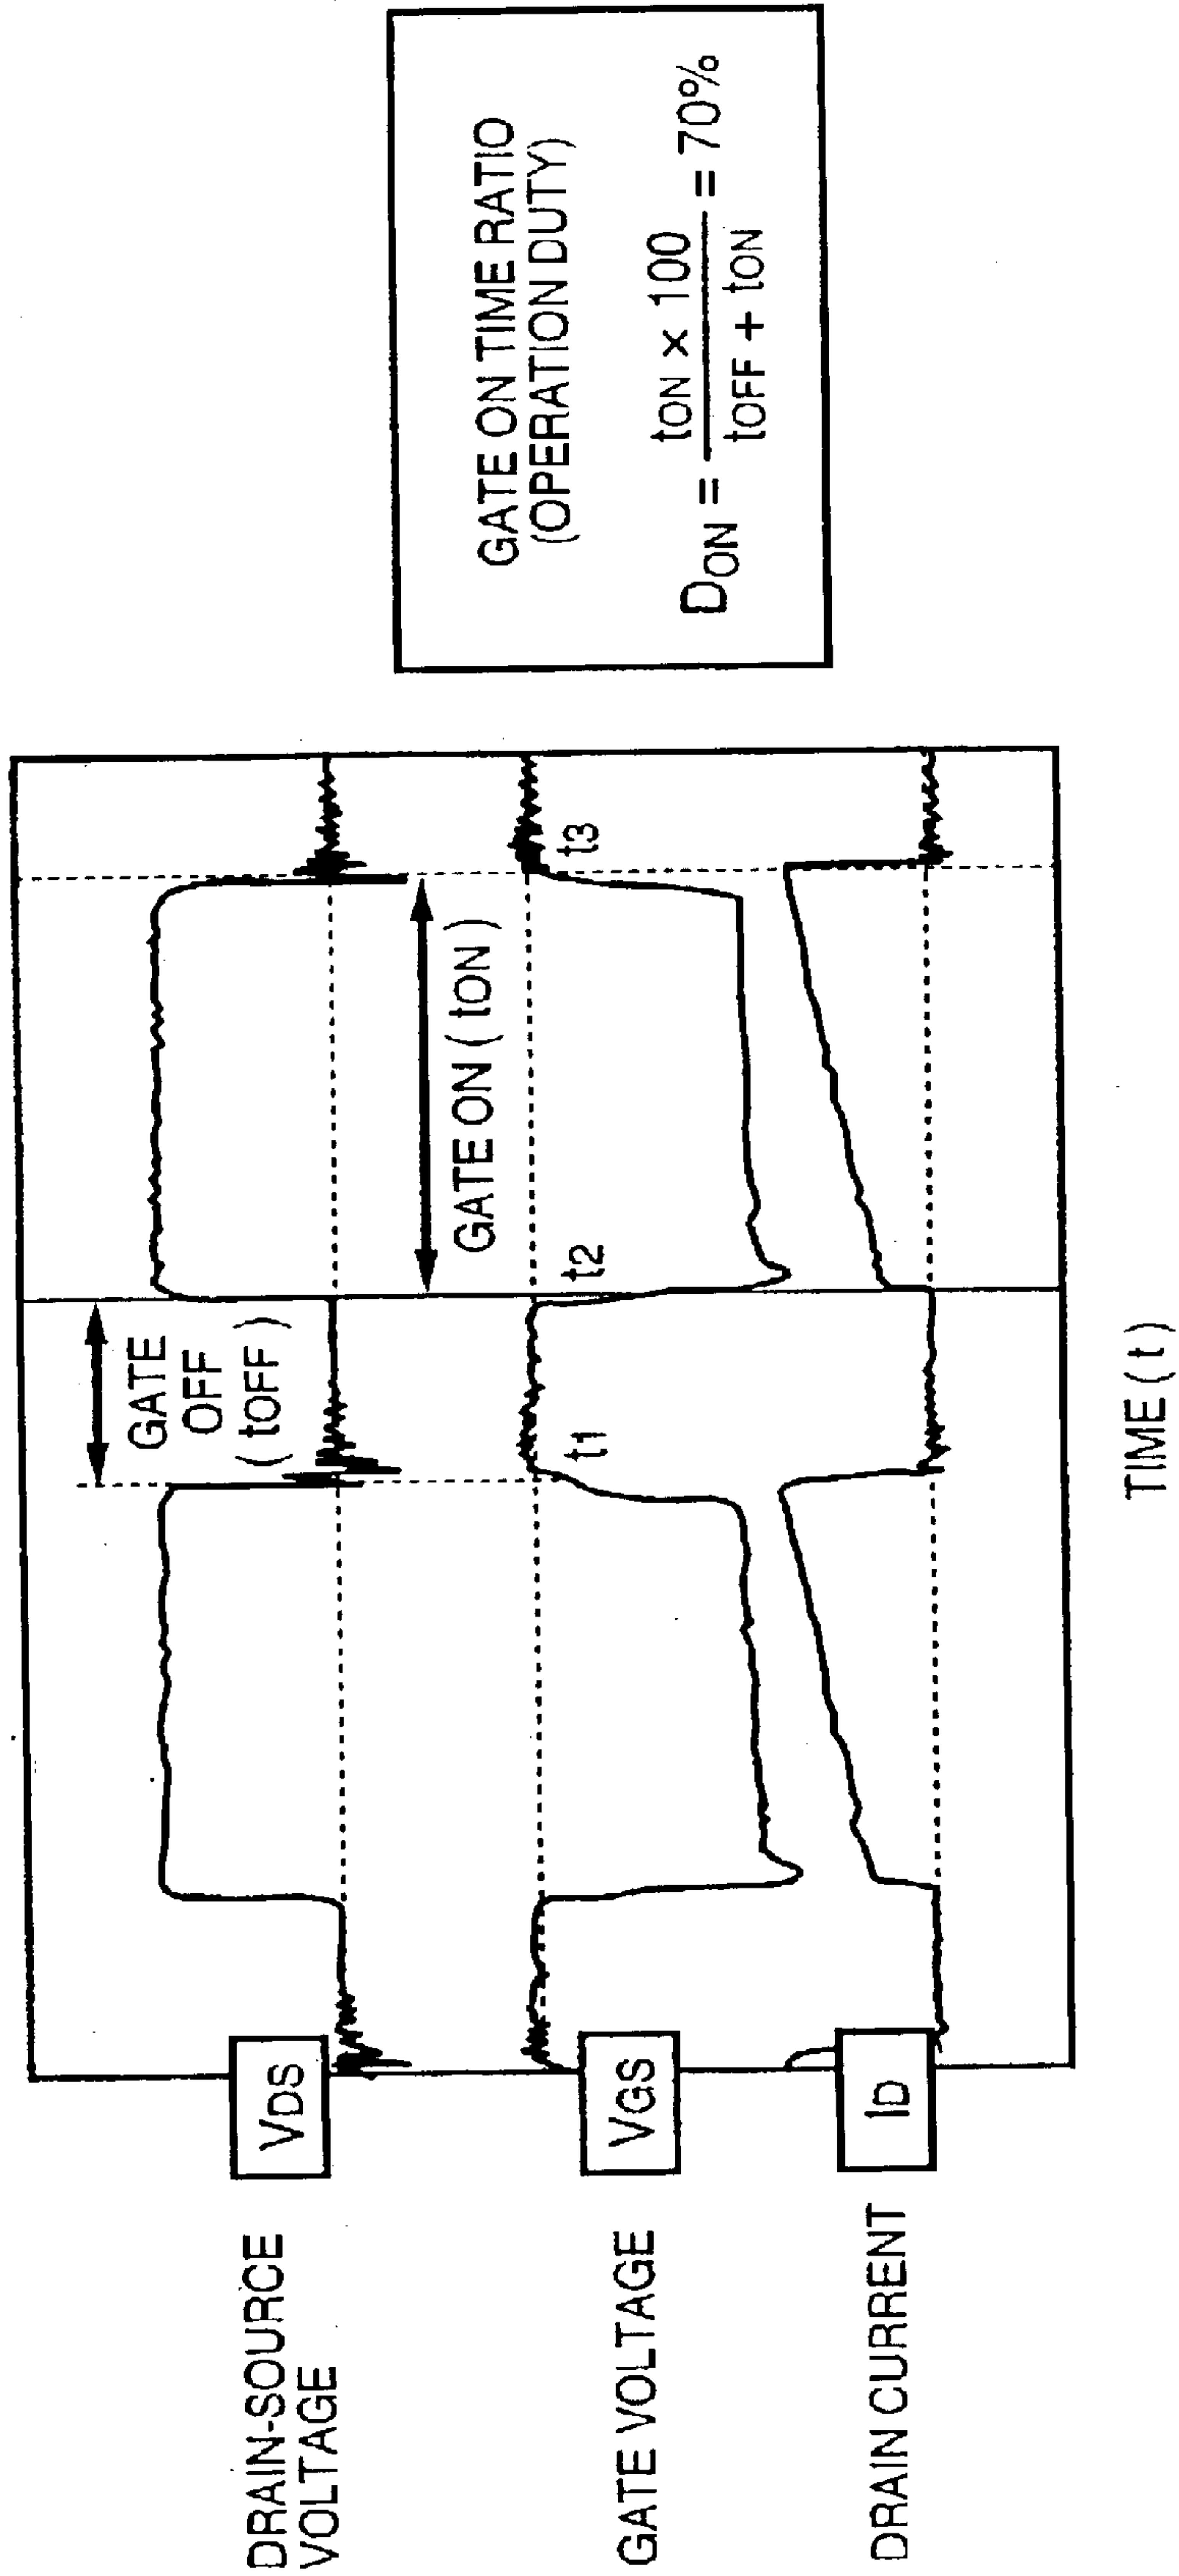 DRAIN-SOURCE
VOLTAGE
VDS
GATE VOLTAGE
VGS
DRAIN CURRENT
ID
GATE
OFF
( tOFF )
GATE ON ( tON )
t1
t2
t3
TIME ( t )
GATE ON TIME RATIO
(OPERATION DUTY)
DON = tON × 100 / tOFF + tON = 70%